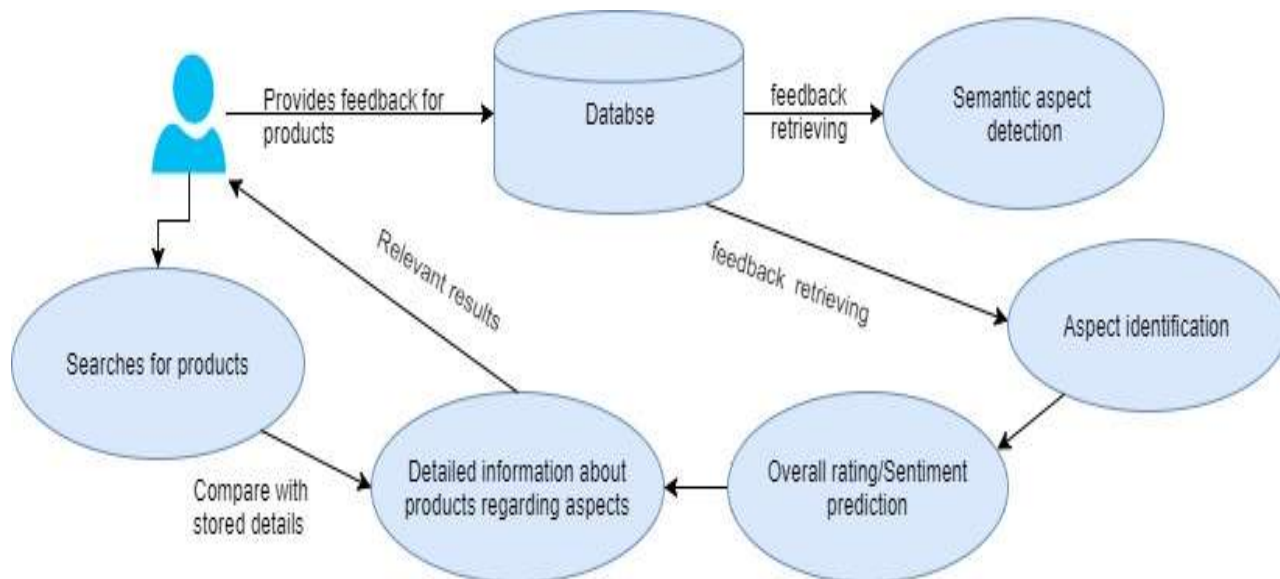 Provides feedback for
products
Databse
feedback
retrieving
Semantic aspect
detection
Relevant results
feedback retrieving
Aspect identification
Searches for products
Compare with
stored details
Detailed information about
products regarding aspects
Overall rating/Sentiment
prediction